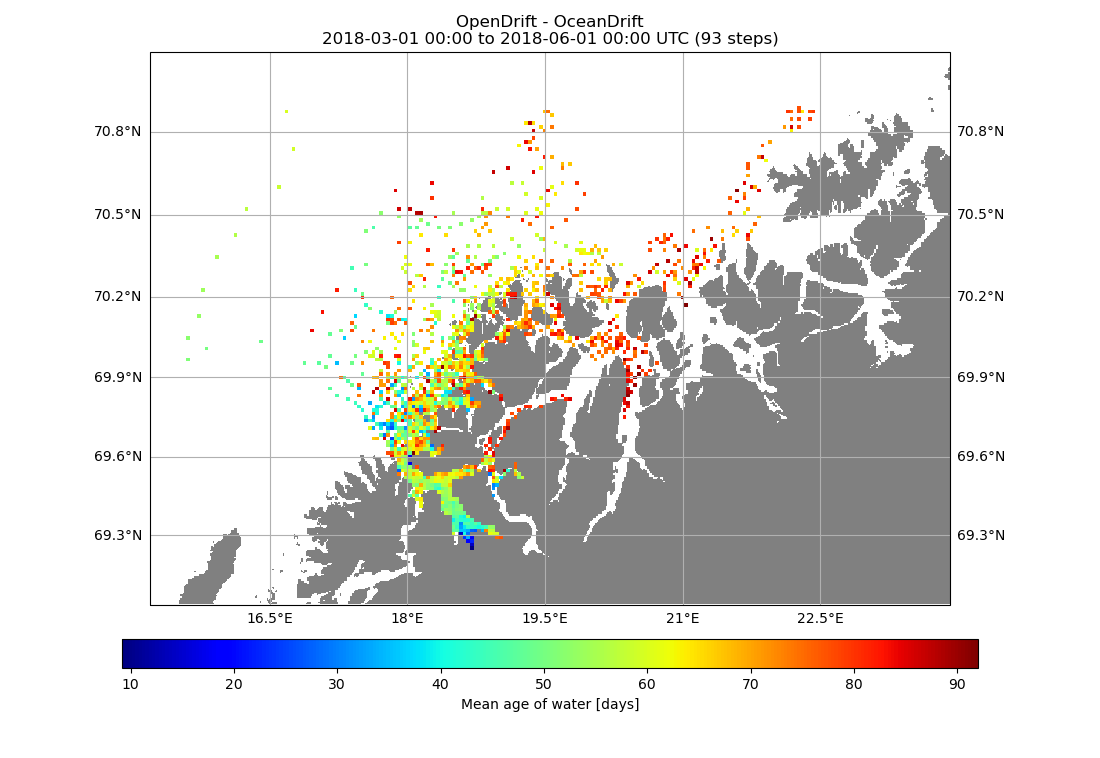 OpenDrift - OceanDrift
2018-03-01 00:00 to 2018-06-01 00:00 UTC (93 steps)
70.8°N 70.8°N
70.5°N 70.5°N
70.2°N 70.2°N
69.9°N 69.9°N
69.6°N 69.6°N
69.3°N 69.3°N
16.5°E 18°E 19.5°E 21°E 22.5°E
10 20 30 40 50 60 70 80 90
Mean age of water [days]